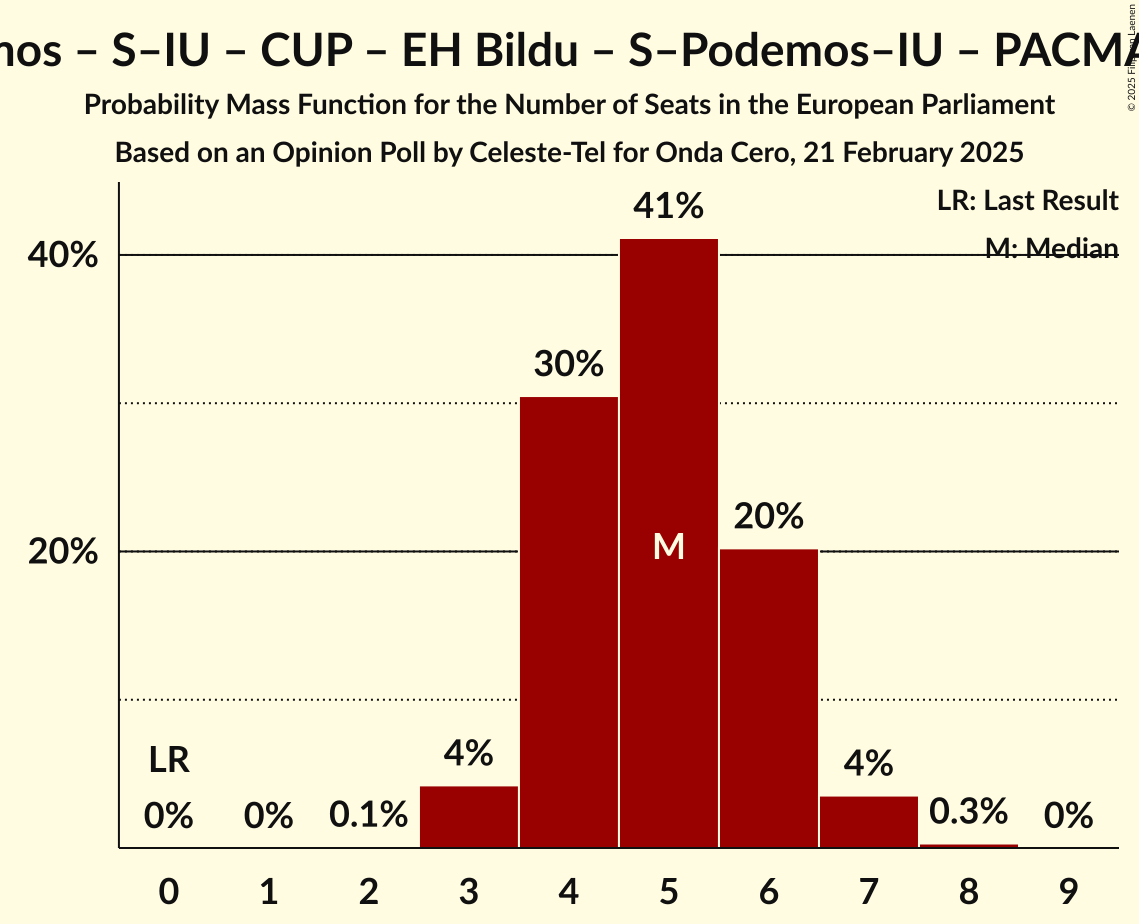 – S–IU – CUP – EH Bildu – S–Podemos–IU –
Probability Mass Function for the Number of Seats in the European Parliament
Based on an Opinion Poll by Celeste-Tel for Onda Cero, 21 February 2025
LR: Last Result
M: Median
41%
40%
30%
20%
20%
M
4%
4%
LR
0%
0%
0.1%
0.3%
0%
0 1 2 3 4 5 6 7 8 9